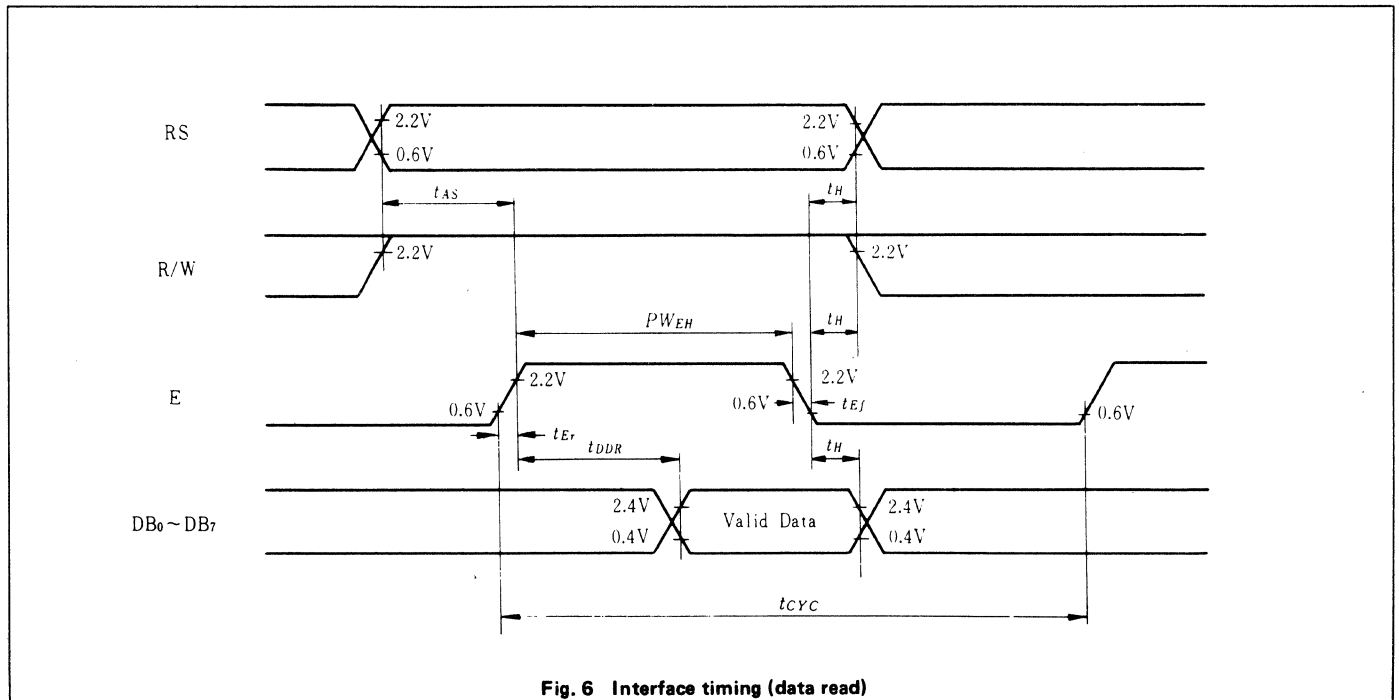 RS
2.2V
0.6V
2.2V
0.6V
tAS
tH
R/W
2.2V
2.2V
PWEH
tH
E
2.2V
0.6V
2.2V
0.6V
tEf
0.6V
tEr
tDDR
tH
DB0~DB7
2.4V
0.4V
Valid Data
2.4V
0.4V
tCYC
Fig. 6 Interface timing (data read)